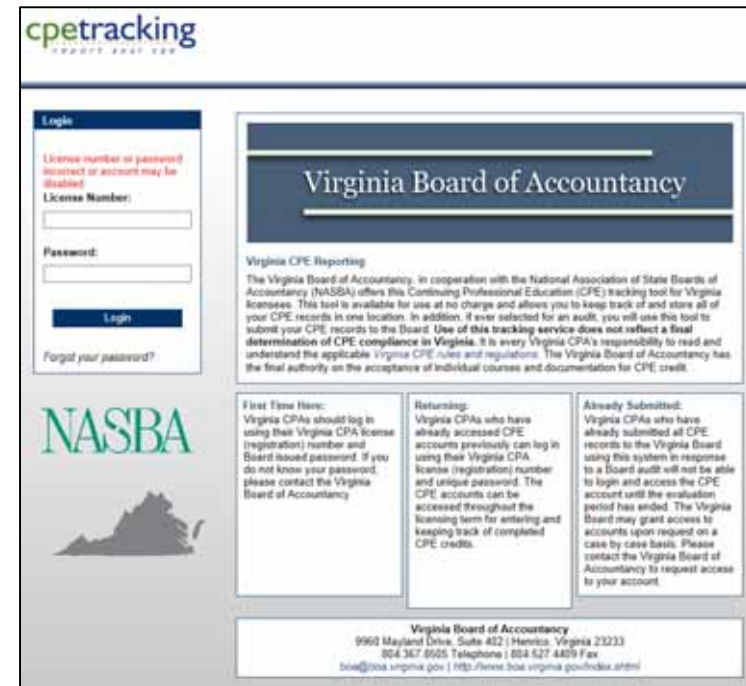 cpetracking
report your cpe
Login
License number or password
incorrect or account may be
disabled
License Number:
Password:
Login
Forgot your password?
NASBA
Virginia Board of Accountancy
Virginia CPE Reporting
The Virginia Board of Accountancy, in cooperation with the National Association of State Boards of
Accountancy (NASBA) offers this Continuing Professional Education (CPE) tracking tool for Virginia
licensees. This tool is available for use at no charge and allows you to keep track of and store all of
your CPE records in one location. In addition, if ever selected for an audit, you will use this tool to
submit your CPE records to the Board. Use of this tracking service does not reflect a final
determination of CPE compliance in Virginia. It is every Virginia CPA's responsibility to read and
understand the applicable Virginia CPE rules and regulations. The Virginia Board of Accountancy has
the final authority on the acceptance of individual courses and documentation for CPE credit.
First Time Here:
Virginia CPAs should log in
using their Virginia CPA license
(registration) number and
Board issued password. If you
do not know your password,
please contact the Virginia
Board of Accountancy
Returning:
Virginia CPAs who have
already accessed CPE
accounts previously can log in
using their Virginia CPA
license (registration) number
and unique password. The
CPE accounts can be
accessed throughout the
licensing term for entering and
keeping track of completed
CPE credits.
Already Submitted:
Virginia CPAs who have
already submitted all CPE
records to the Virginia Board
using this system in response
to a Board audit will not be able
to login and access the CPE
account until the evaluation
period has ended. The Virginia
Board may grant access to
accounts upon request on a
case by case basis. Please
contact the Virginia Board of
Accountancy to request access
to your account.
Virginia Board of Accountancy
9960 Mayland Drive, Suite 402 | Henrico, Virginia 23233
804.367.8505 Telephone | 804.527.4409 Fax
boa@boa.virginia.gov | http://www.boa.virginia.gov/index.shtml